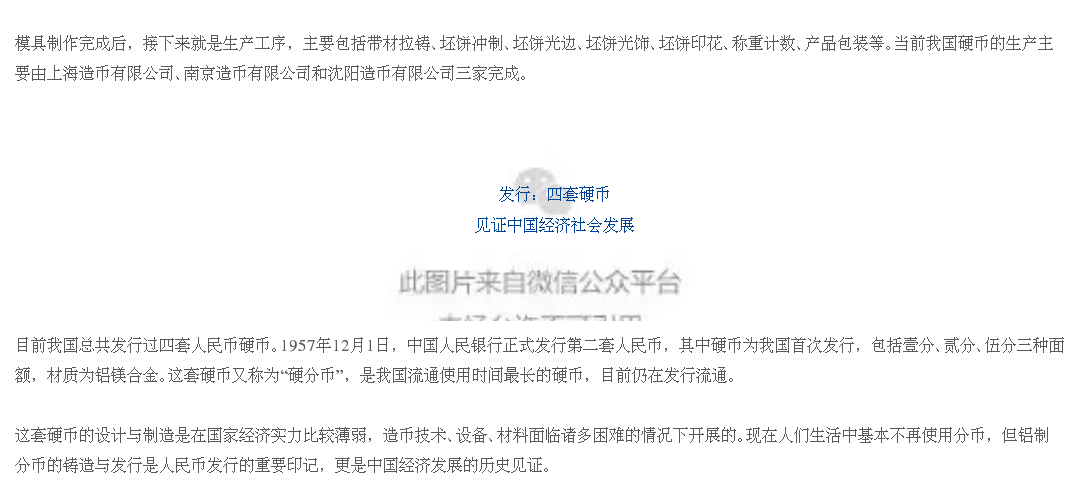 模具制作完成后，接下来就是生产工序，主要包括带材拉铸、坯饼冲制、坯饼光边、坯饼光饰、坯饼印花、称重计数、产品包装等。当前我国硬币的生产主
要由上海造币有限公司、南京造币有限公司和沈阳造币有限公司三家完成。
发行：四套硬币
见证中国经济社会发展
此图片来自微信公众平台
目前我国总共发行过四套人民币硬币。1957年12月1日，中国人民银行正式发行第二套人民币，其中硬币为我国首次发行，包括壹分、贰分、伍分三种面
额，材质为铝镁合金。这套硬币又称为“硬分币”，是我国流通使用时间最长的硬币，目前仍在发行流通。
这套硬币的设计与制造是在国家经济实力比较薄弱，造币技术、设备、材料面临诸多困难的情况下开展的。现在人们生活中基本不再使用分币，但铝制
分币的铸造与发行是人民币发行的重要印记，更是中国经济发展的历史见证。